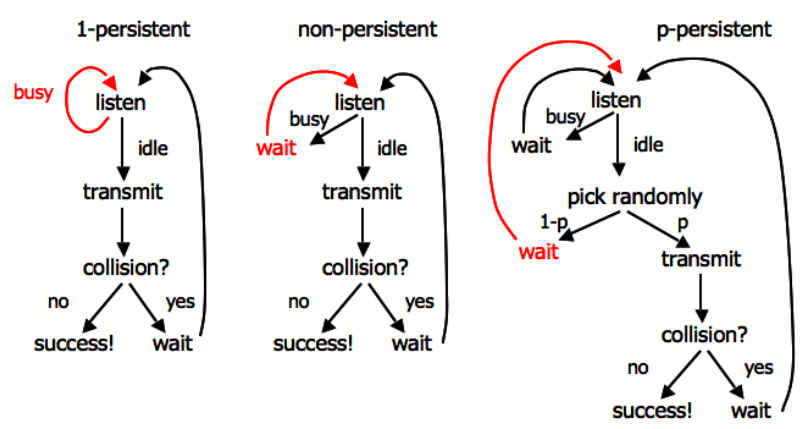 1-persistent
busy
listen
idle
transmit
collision?
no
yes
success!
wait
non-persistent
listen
busy
wait
idle
transmit
collision?
no
yes
success!
wait
p-persistent
listen
busy
wait
idle
pick randomly
1-p
p
wait
transmit
collision?
no
yes
success!
wait